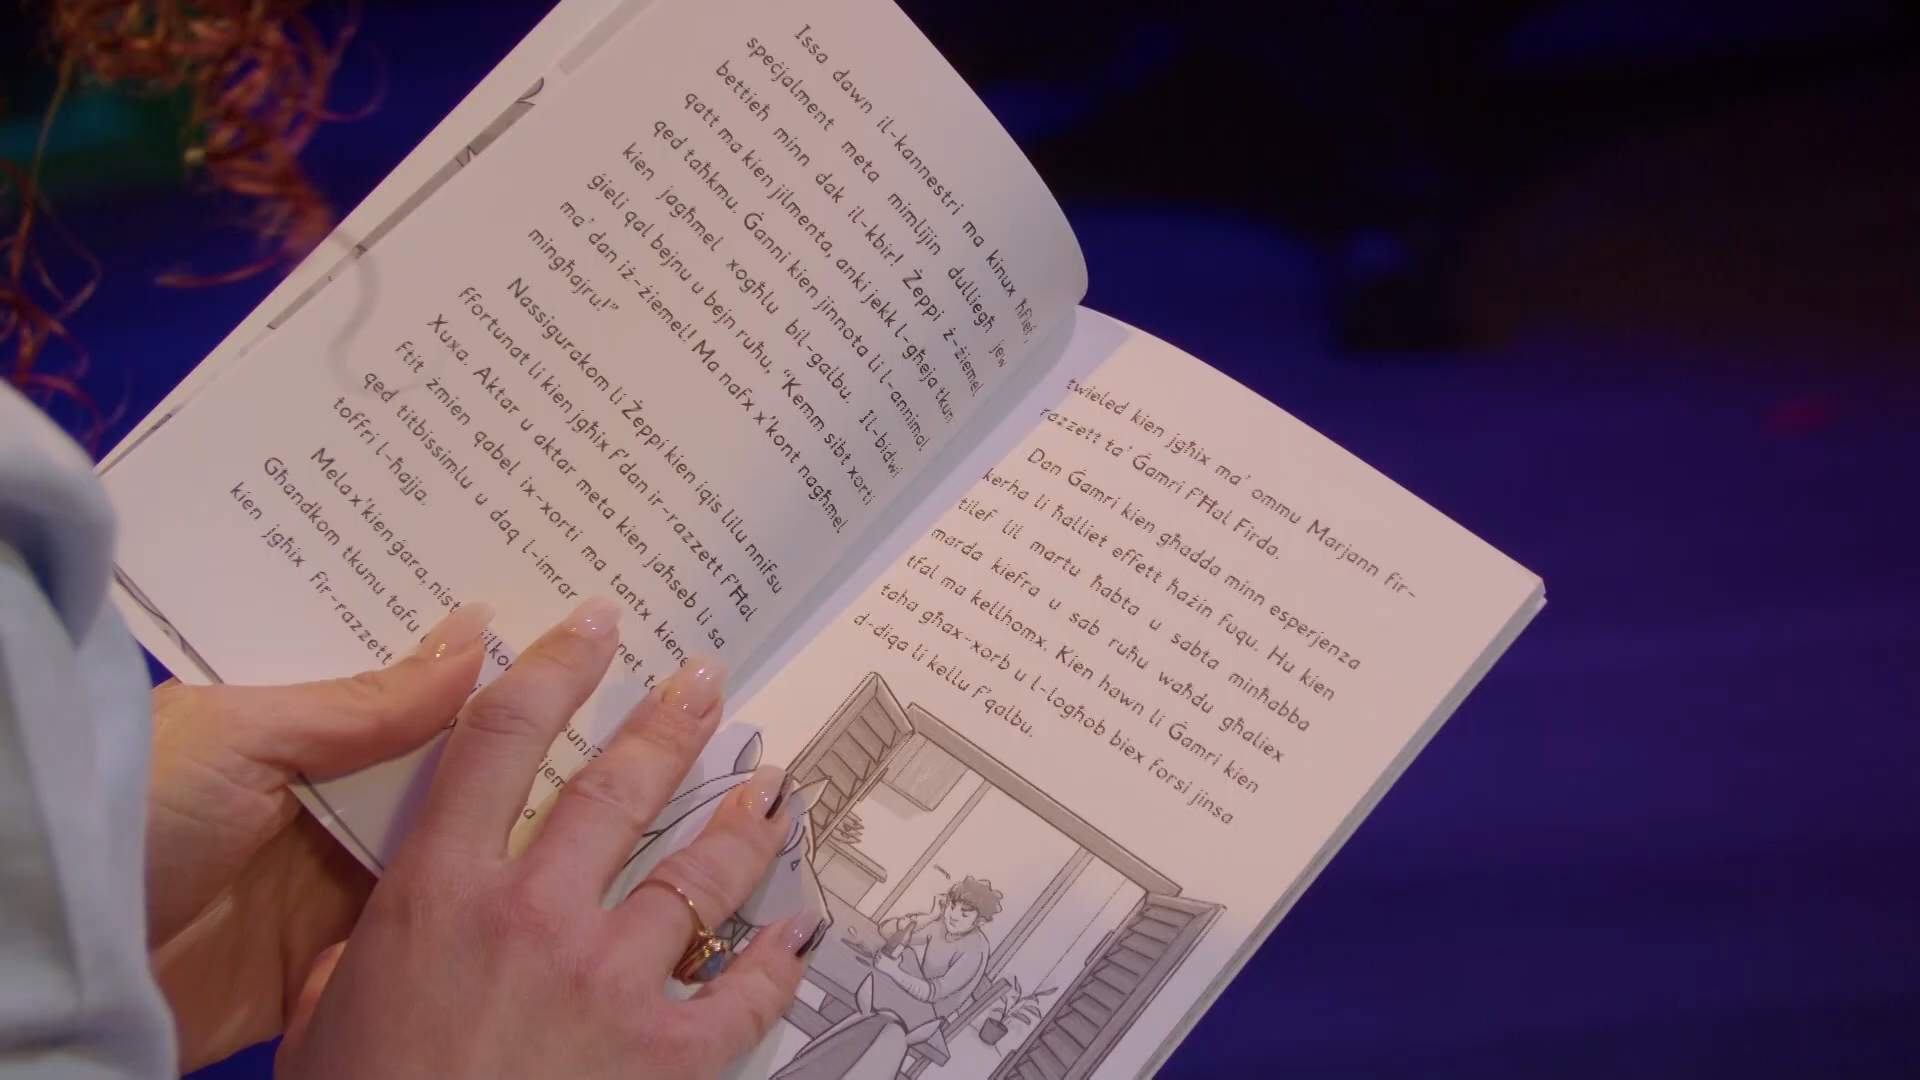 Issa dawn il-kannestri ma kinux ħfief,
speċjalment meta mimlijin dulliegħ jew
bettieħ minn dak il-kbir! Żeppi ż-żiemel
qatt ma kien jilmenta, anki jekk l-għeja tkun
qed taħkmu. Ġanni kien jinnota li l-annimal
kien jagħmel xogħlu bil-qalbu. Il-bidwi
ġieli qal bejnu u bejn ruħu, “Kemm sibt xorti
ma’ dan iż-żiemel! Ma nafx x’kont nagħmel
mingħajru!”
Nassigurakom li Żeppi kien iqis lilu nnifsu
ffortunat li kien jgħix f’dan ir-razzett f’Ħal
Xuxa. Aktar u aktar meta kien jaħseb li sa
ftit żmien qabel ix-xorti ma tantx kienet
qed titbissimlu u daq l-imrar
toffri l-ħajja.
Mela x’kien ġara,
Għandkom tkunu tafu
kien jgħix fir-razzett
twieled kien jgħix ma’ ommu Marjann fir-
razzett ta’ Ġamri f’Ħal Firda.
Dan Ġamri kien għadda minn esperjenza
kerha li ħalliet effett ħażin fuqu. Hu kien
tilef lil martu ħabta u sabta minħabba
marda kiefra u sab ruħu waħdu għaliex
tfal ma kellhomx. Kien hawn li Ġamri kien
taha għax-xorb u l-logħob biex forsi jinsa
d-diqa li kellu f’qalbu.